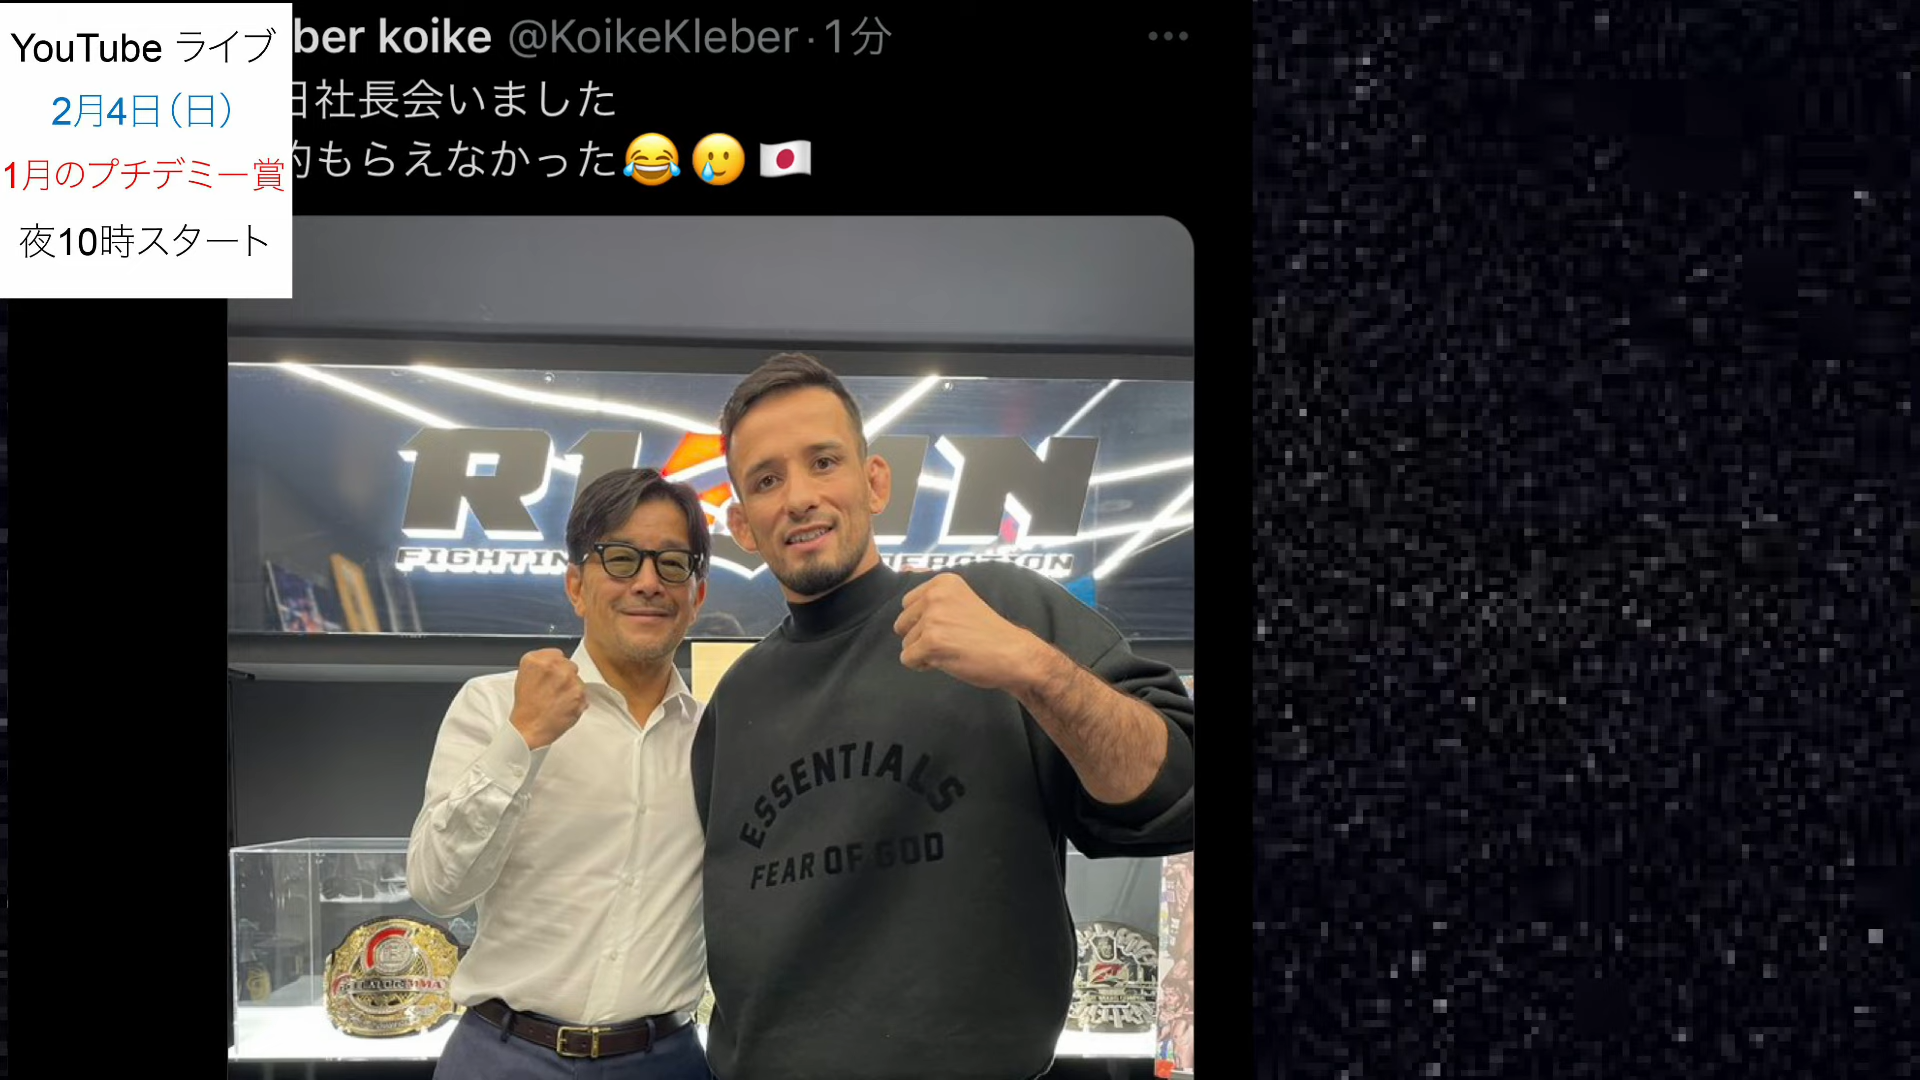 YouTube ライブ
2月4日(日)
1月のプチデミー賞
夜10時スタート
ber koike @KoikeKleber · 1分
社長会いました
もらえなかった😂🥲🇯🇵
FIGHTIN
ESSENTIALS
FEAR OF GOD